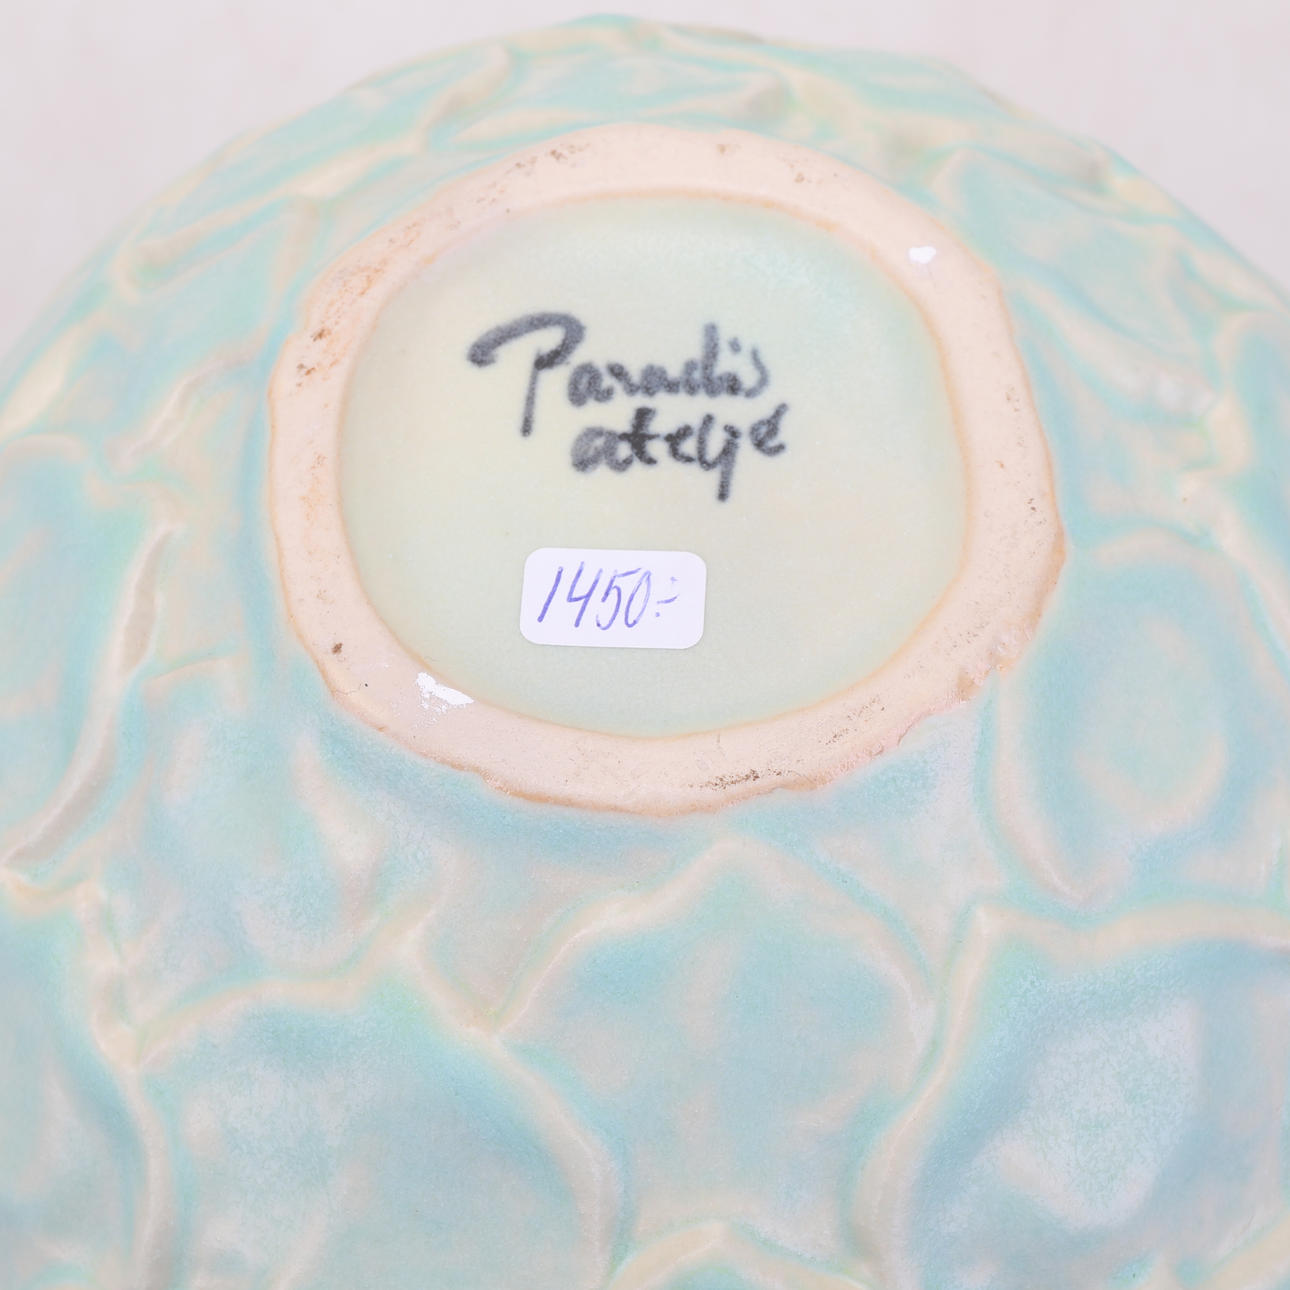 Paradis
ateljé
1450:-